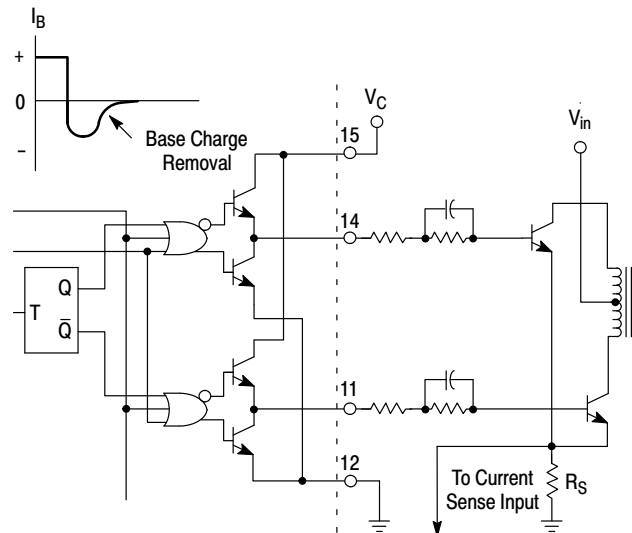 I_B
+
0
−
Base Charge
Removal
V_C
V_in
15
14
Q
T
Q̅
11
12
To Current
Sense Input
R_S